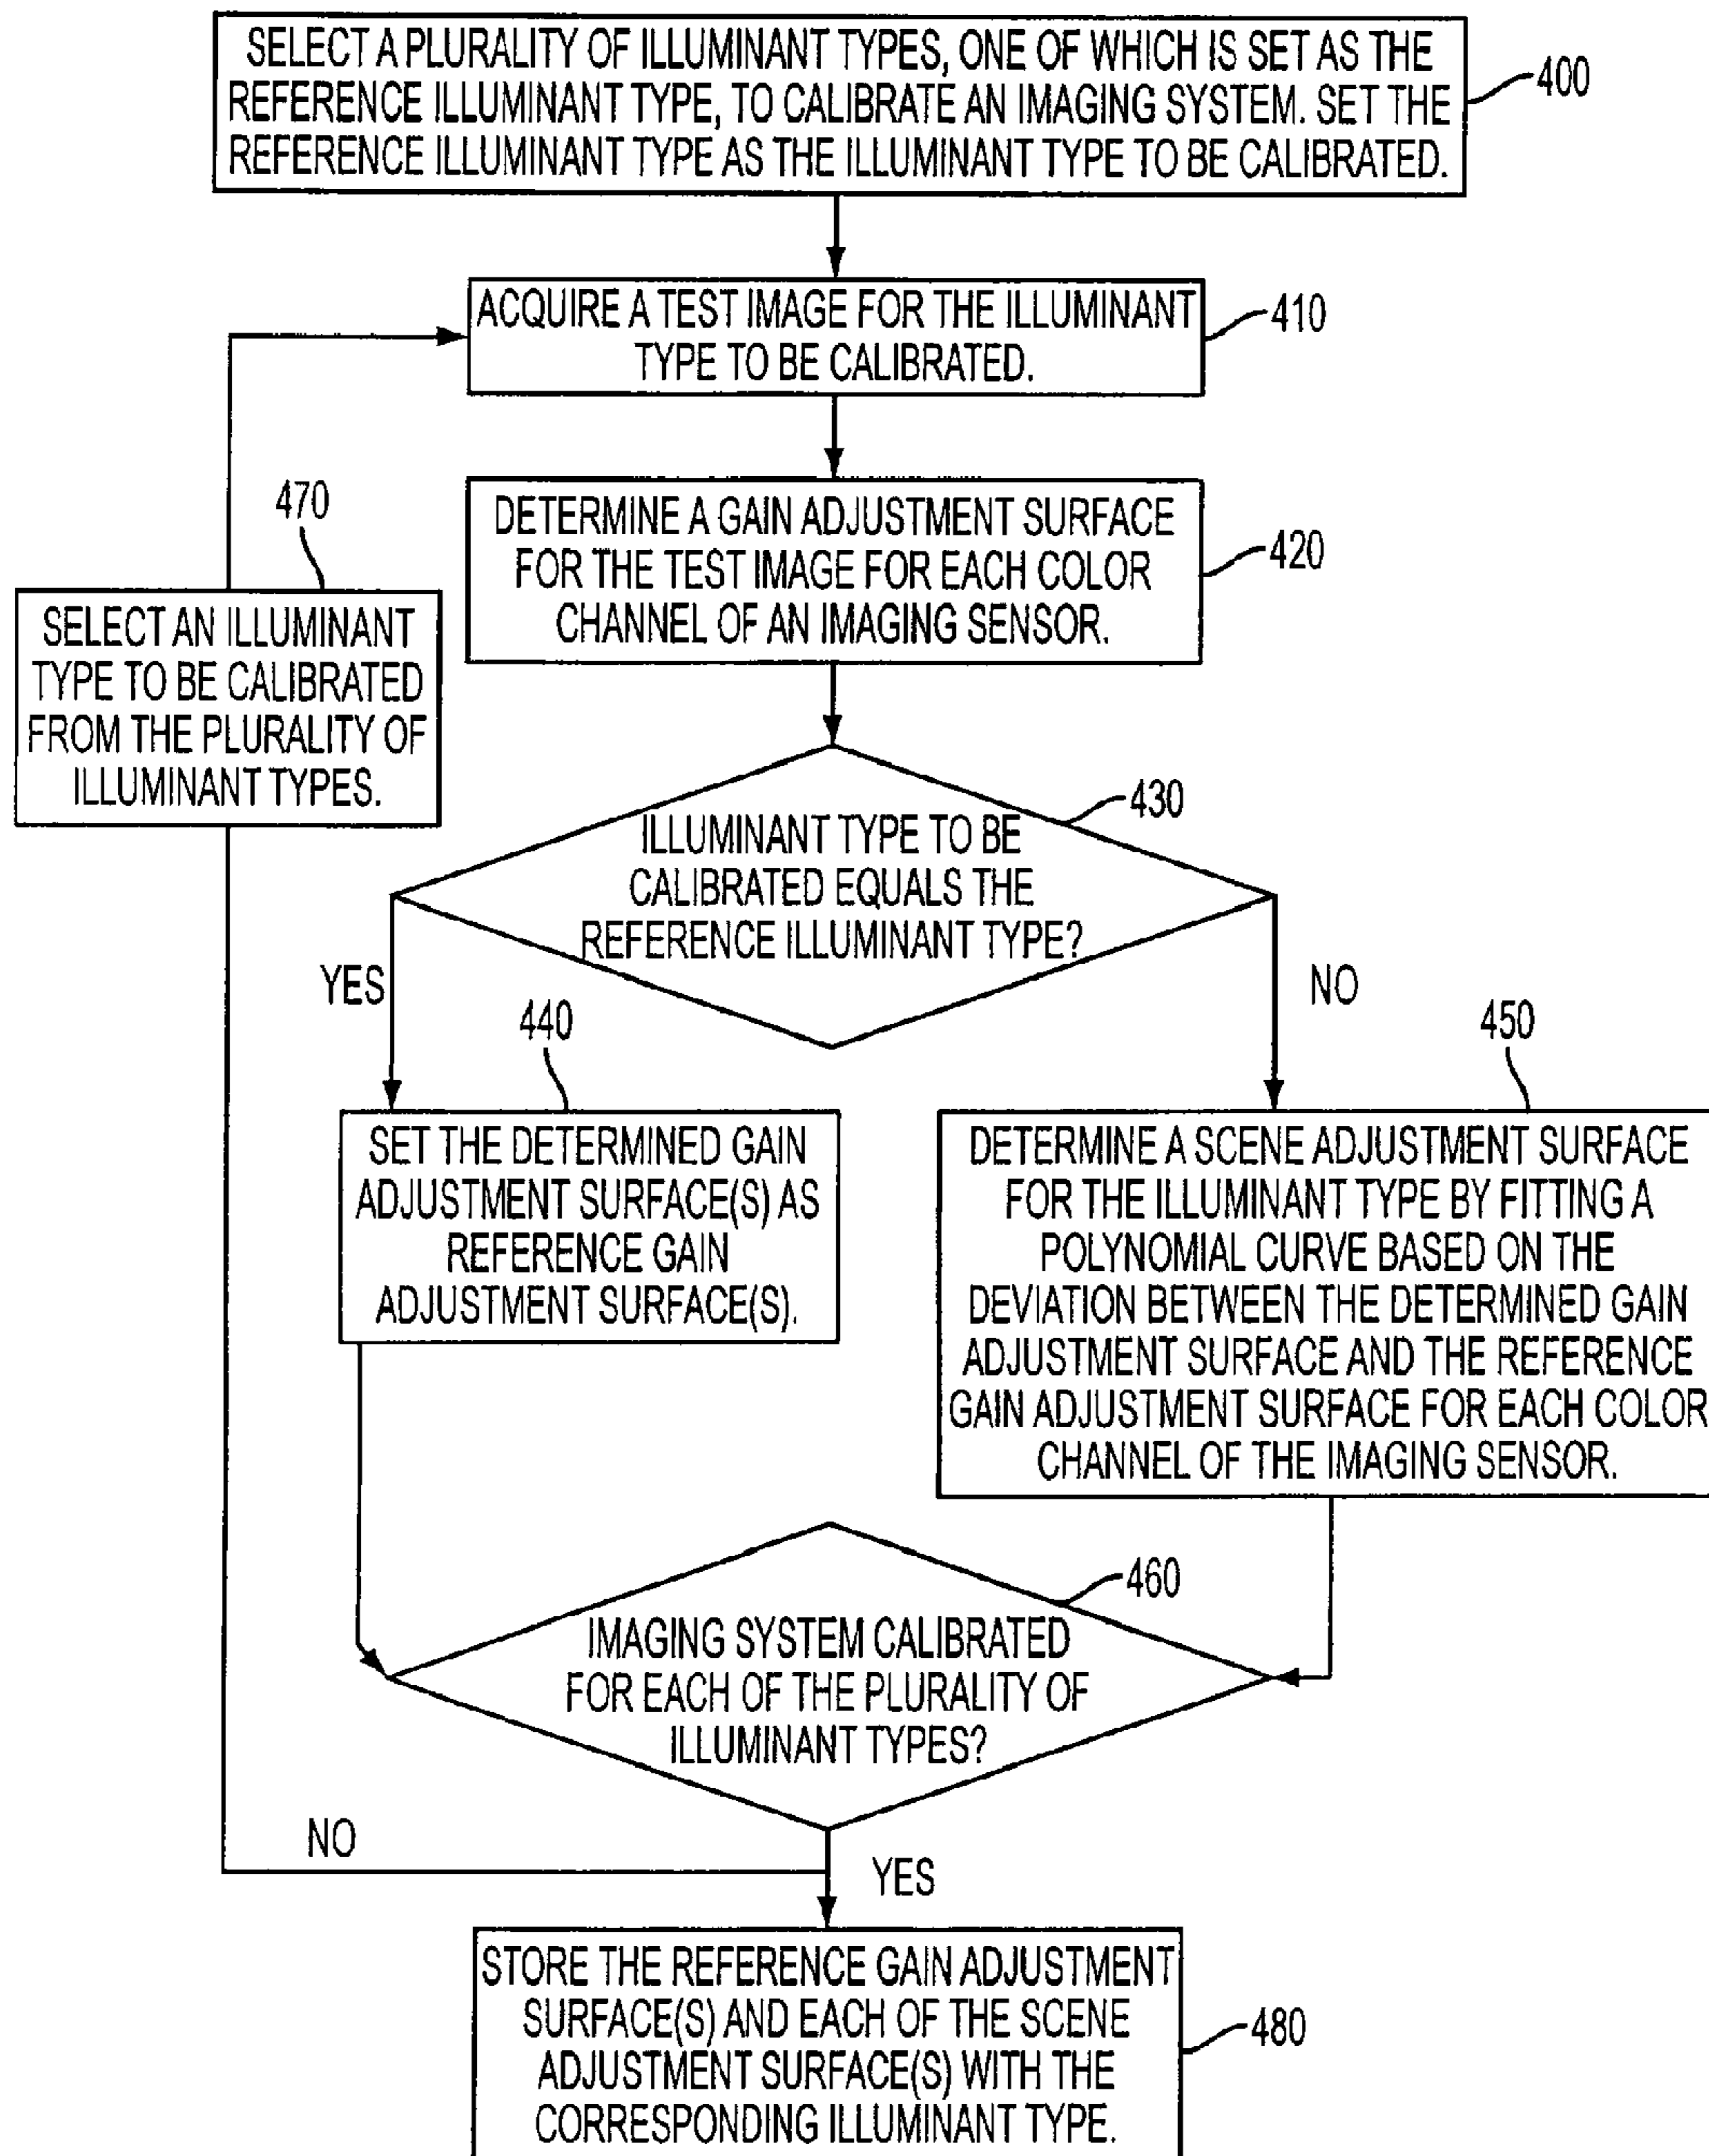 SELECT A PLURALITY OF ILLUMINANT TYPES, ONE OF WHICH IS SET AS THE
REFERENCE ILLUMINANT TYPE, TO CALIBRATE AN IMAGING SYSTEM. SET THE
REFERENCE ILLUMINANT TYPE AS THE ILLUMINANT TYPE TO BE CALIBRATED.
400
ACQUIRE A TEST IMAGE FOR THE ILLUMINANT
TYPE TO BE CALIBRATED.
410
DETERMINE A GAIN ADJUSTMENT SURFACE
FOR THE TEST IMAGE FOR EACH COLOR
CHANNEL OF AN IMAGING SENSOR.
420
470
SELECT AN ILLUMINANT
TYPE TO BE CALIBRATED
FROM THE PLURALITY OF
ILLUMINANT TYPES.
430
ILLUMINANT TYPE TO BE
CALIBRATED EQUALS THE
REFERENCE ILLUMINANT TYPE?
YES
NO
440
SET THE DETERMINED GAIN
ADJUSTMENT SURFACE(S) AS
REFERENCE GAIN
ADJUSTMENT SURFACE(S).
450
DETERMINE A SCENE ADJUSTMENT SURFACE
FOR THE ILLUMINANT TYPE BY FITTING A
POLYNOMIAL CURVE BASED ON THE
DEVIATION BETWEEN THE DETERMINED GAIN
ADJUSTMENT SURFACE AND THE REFERENCE
GAIN ADJUSTMENT SURFACE FOR EACH COLOR
CHANNEL OF THE IMAGING SENSOR.
460
IMAGING SYSTEM CALIBRATED
FOR EACH OF THE PLURALITY OF
ILLUMINANT TYPES?
NO
YES
STORE THE REFERENCE GAIN ADJUSTMENT
SURFACE(S) AND EACH OF THE SCENE
ADJUSTMENT SURFACE(S) WITH THE
CORRESPONDING ILLUMINANT TYPE.
480